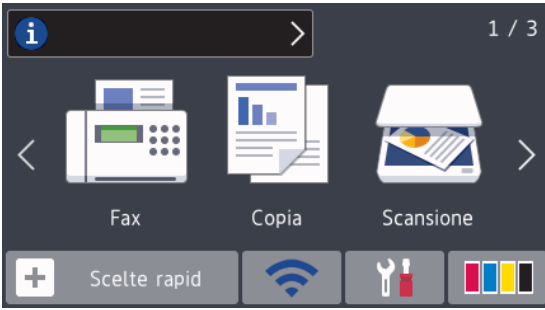 1 / 3
Fax
Copia
Scansione
Scelte rapid